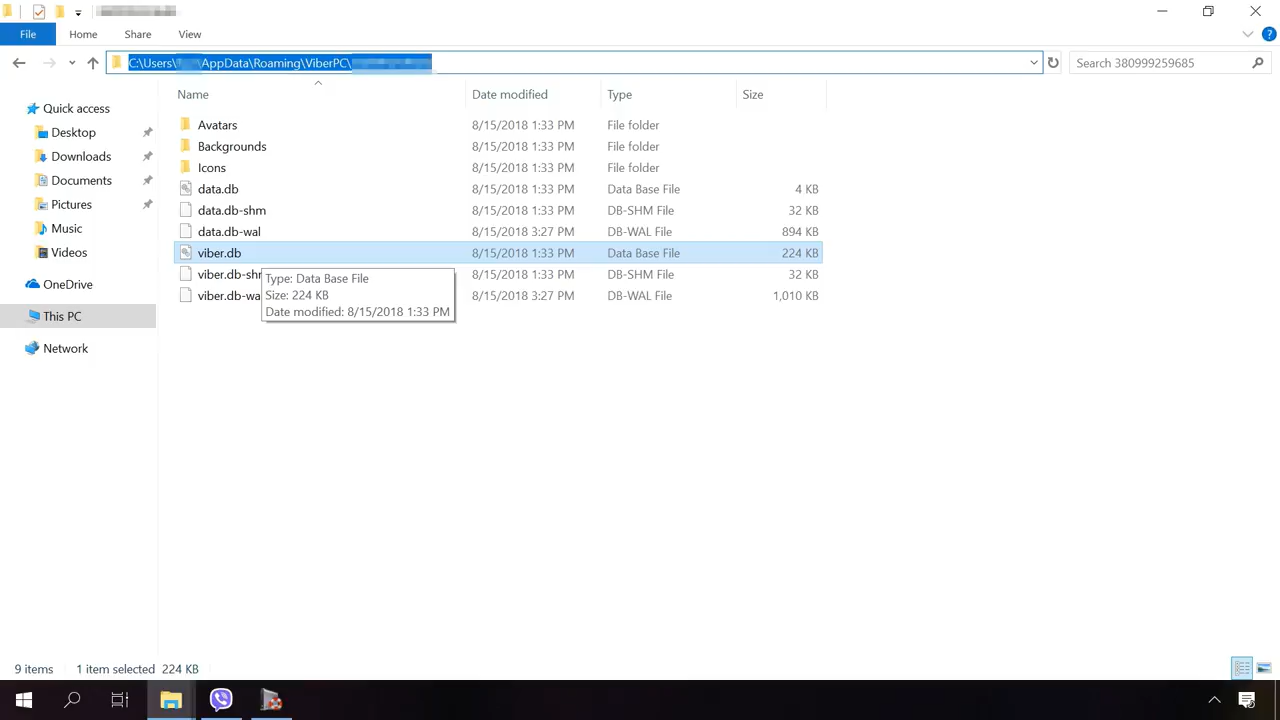 File Home Share View
C:\Users\ \AppData\Roaming\ViberPC\
Search 380999259685
Name Date modified Type Size
Quick access
Desktop
Downloads
Documents
Pictures
Music
Videos
OneDrive
This PC
Network
Avatars 8/15/2018 1:33 PM File folder
Backgrounds 8/15/2018 1:33 PM File folder
Icons 8/15/2018 1:33 PM File folder
data.db 8/15/2018 1:33 PM Data Base File 4 KB
data.db-shm 8/15/2018 1:33 PM DB-SHM File 32 KB
data.db-wal 8/15/2018 3:27 PM DB-WAL File 894 KB
viber.db 8/15/2018 1:33 PM Data Base File 224 KB
viber.db-shm 8/15/2018 1:33 PM DB-SHM File 32 KB
viber.db-wa 8/15/2018 3:27 PM DB-WAL File 1,010 KB
Type: Data Base File
Size: 224 KB
Date modified: 8/15/2018 1:33 PM
9 items 1 item selected 224 KB